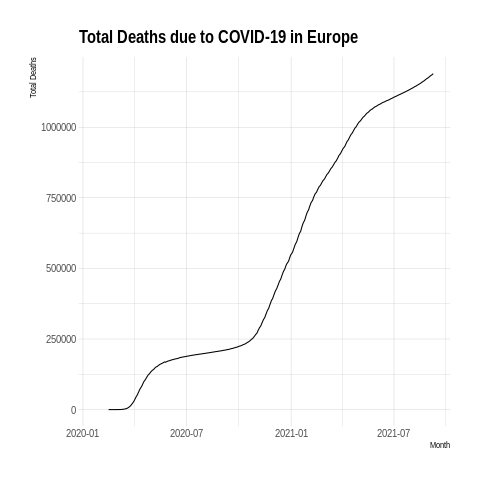 Total Deaths due to COVID-19 in Europe
Total Deaths
1000000
750000
500000
250000
0
2020-01 2020-07 2021-01 2021-07
Month